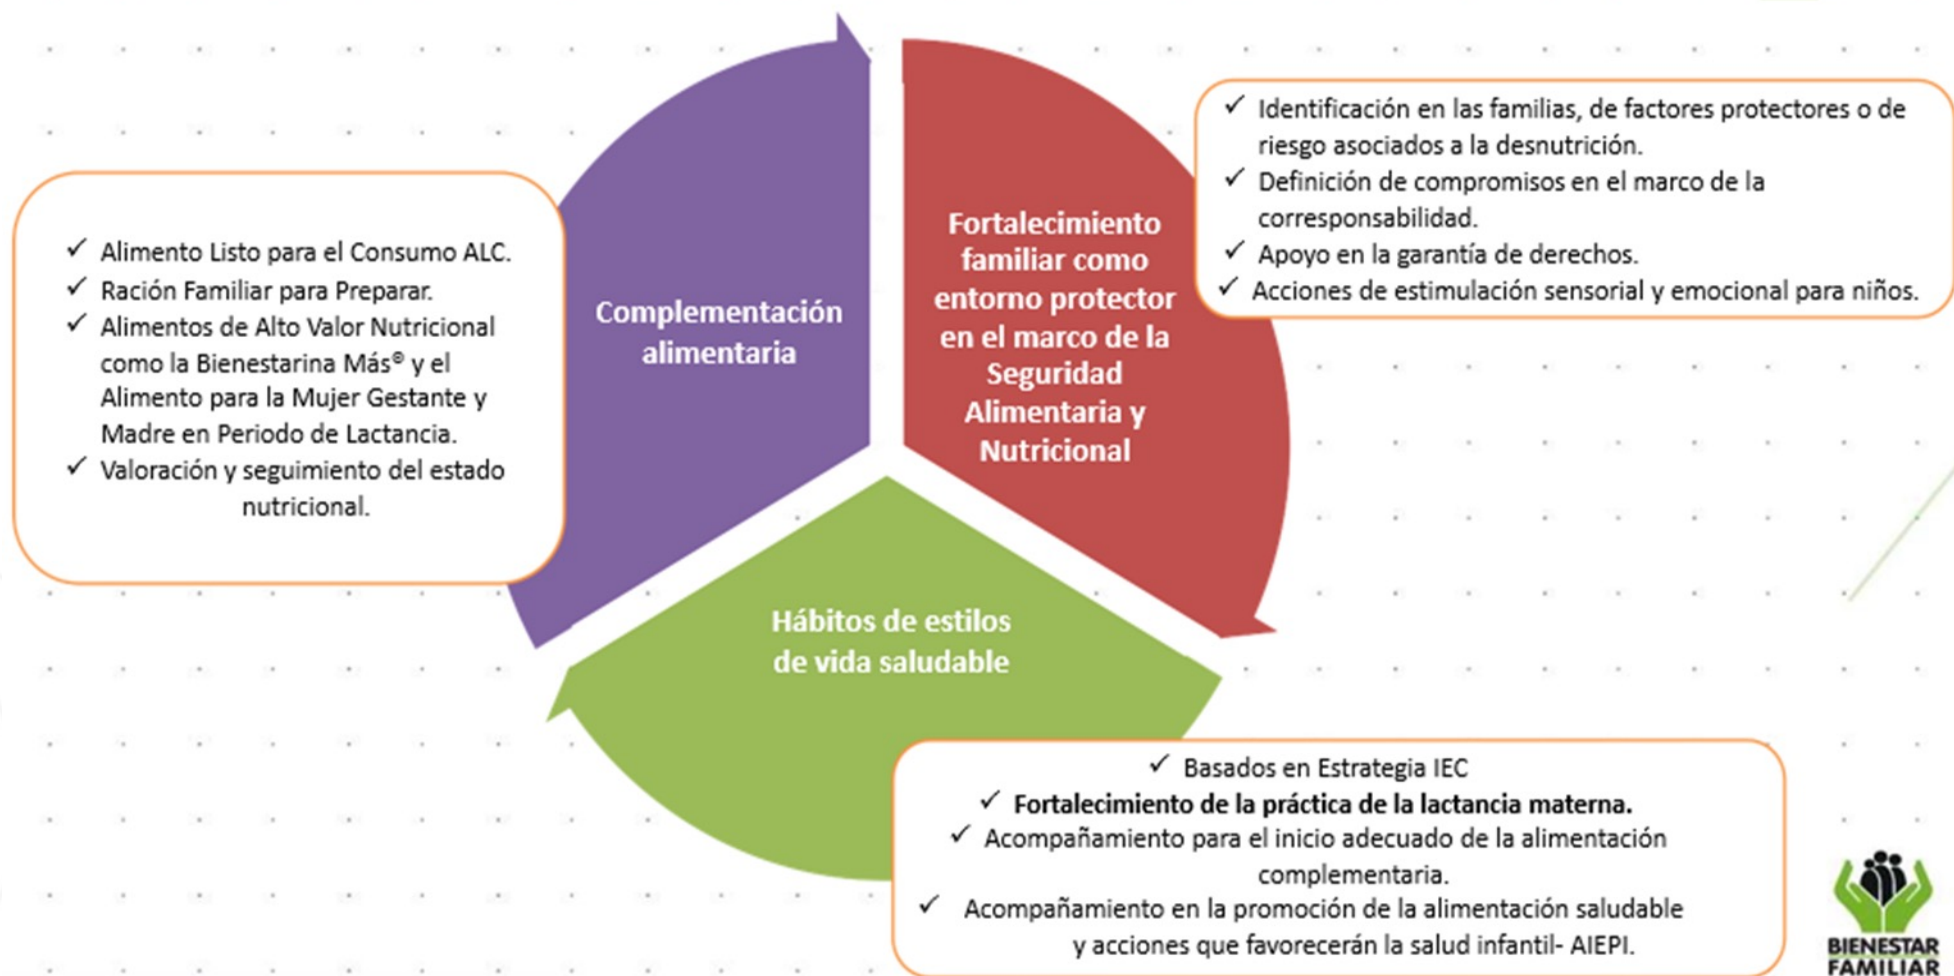 Complementación
alimentaria
✓ Alimento Listo para el Consumo ALC.
✓ Ración Familiar para Preparar.
✓ Alimentos de Alto Valor Nutricional
como la Bienestarina Más® y el
Alimento para la Mujer Gestante y
Madre en Periodo de Lactancia.
✓ Valoración y seguimiento del estado
nutricional.
Fortalecimiento
familiar como
entorno protector
en el marco de la
Seguridad
Alimentaria y
Nutricional
✓ Identificación en las familias, de factores protectores o de
riesgo asociados a la desnutrición.
✓ Definición de compromisos en el marco de la
corresponsabilidad.
✓ Apoyo en la garantía de derechos.
✓ Acciones de estimulación sensorial y emocional para niños.
Hábitos de estilos
de vida saludable
✓ Basados en Estrategia IEC
✓ Fortalecimiento de la práctica de la lactancia materna.
✓ Acompañamiento para el inicio adecuado de la alimentación
complementaria.
✓ Acompañamiento en la promoción de la alimentación saludable
y acciones que favorecerán la salud infantil- AIEPI.
BIENESTAR
FAMILIAR